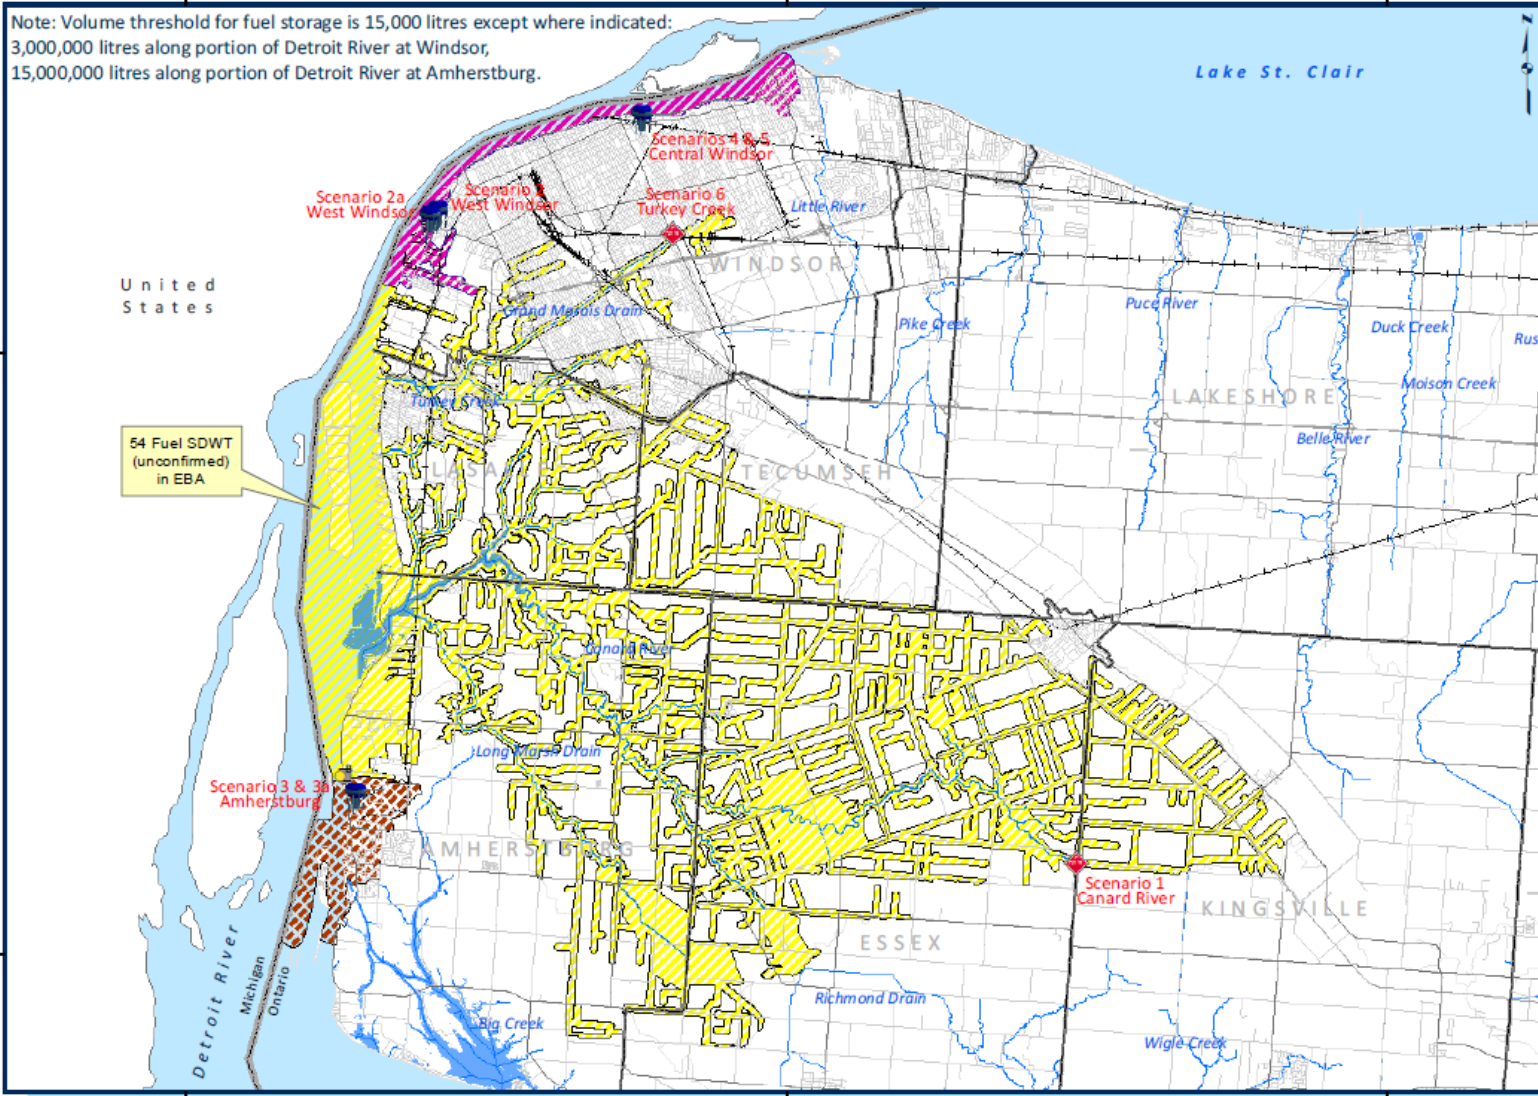 Note: Volume threshold for fuel storage is 15,000 litres except where indicated:
3,000,000 litres along portion of Detroit River at Windsor,
15,000,000 litres along portion of Detroit River at Amherstburg.
N
Lake St. Clair
Scenarios 4 & 5
Central Windsor
Scenario 2a
West Windsor
Scenario 2
West Windsor
Scenario 6
Turkey Creek
Little River
WINDSOR
United
States
Grand Marais Drain
Pike Creek
Puce River
Duck Creek
Rus
Moison Creek
LAKESHORE
Turkey Creek
Belle River
54 Fuel SDWT
(unconfirmed)
in EBA
LASALLE
TECUMSEH
Canard River
Long Marsh Drain
Scenario 3 & 3a
Amherstburg
AMHERSTBURG
Scenario 1
Canard River
KINGSVILLE
ESSEX
Detroit River
Michigan
Ontario
Richmond Drain
Big Creek
Wigle Creek